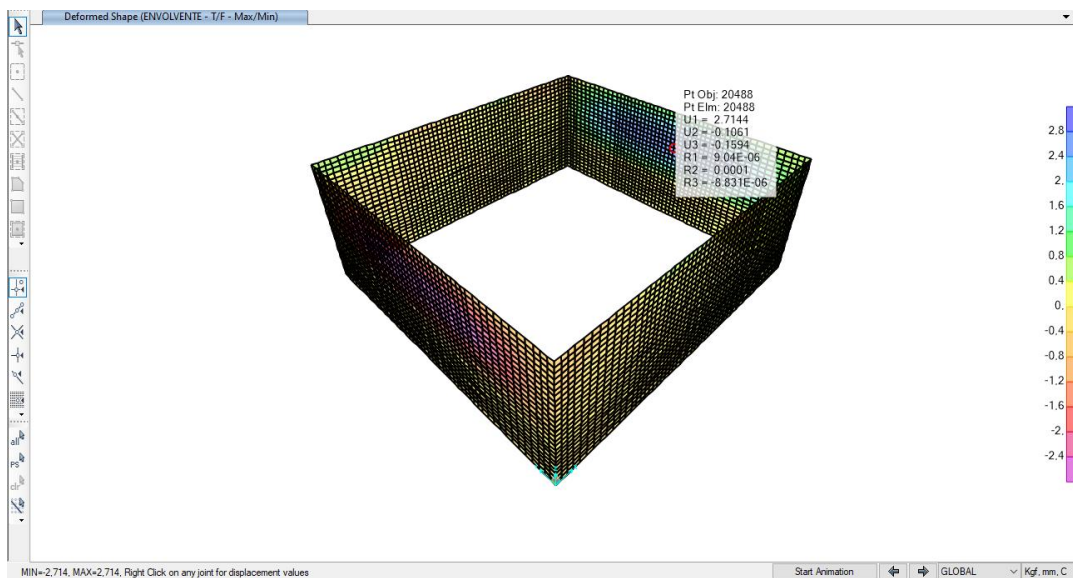 Deformed Shape (ENVOLVENTE - T/F - Max/Min)
Pt Obj: 20488
Pt Elm: 20488
U1 = 2.7144
U2 = -0.1061
U3 = -0.1594
R1 = 9.04E-06
R2 = 0.0001
R3 = -8.831E-06
2.8
2.4
2.
1.6
1.2
0.8
0.4
0.
-0.4
-0.8
-1.2
-1.6
-2.
-2.4
all
PS
clr
MIN=-2,714, MAX=2,714, Right Click on any joint for displacement values
Start Animation
GLOBAL
Kgf, mm, C